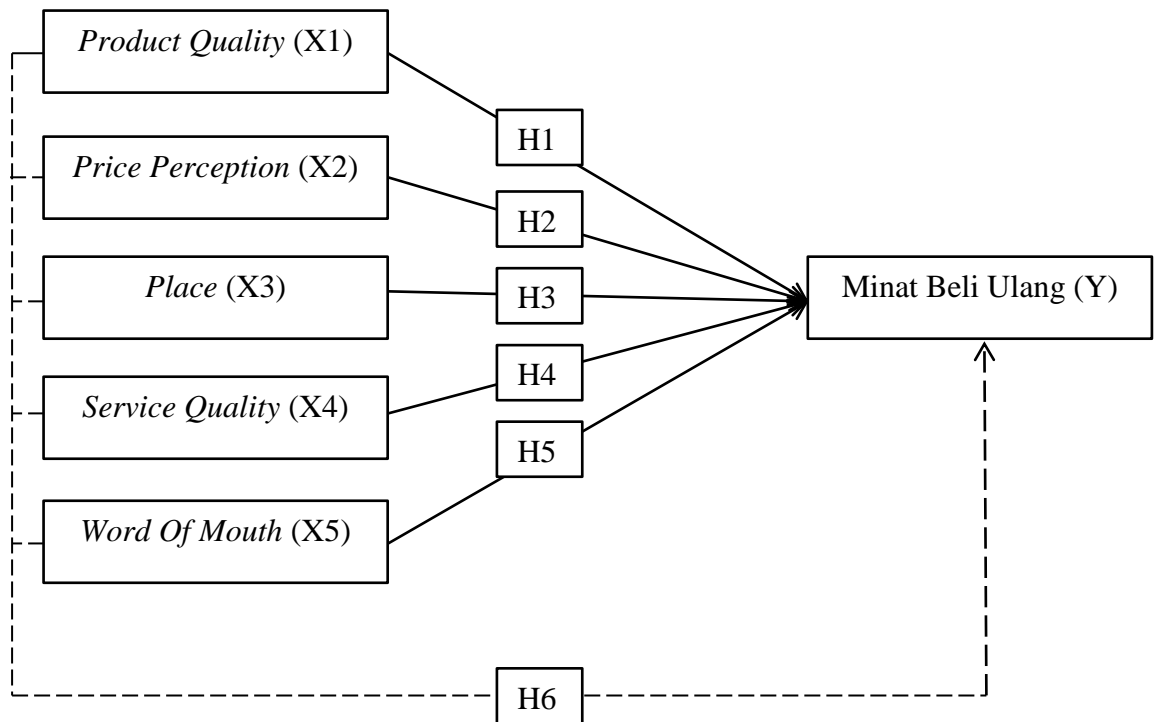 Product Quality (X1)
H1
Price Perception (X2)
H2
Place (X3)
H3
Minat Beli Ulang (Y)
Service Quality (X4)
H4
H5
Word Of Mouth (X5)
H6